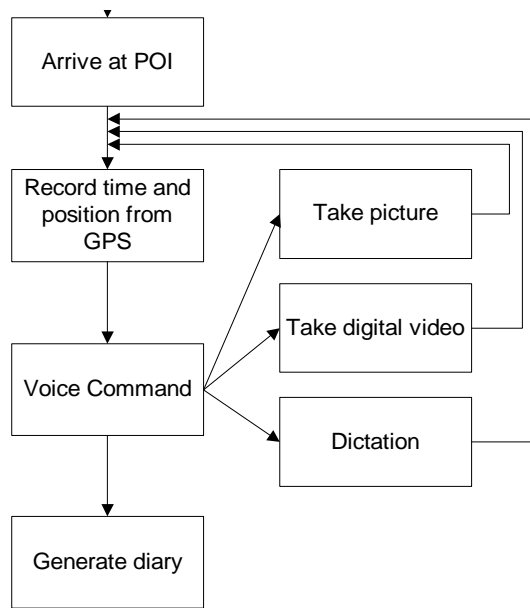 Arrive at POI
Record time and
position from
GPS
Take picture
Take digital video
Voice Command
Dictation
Generate diary